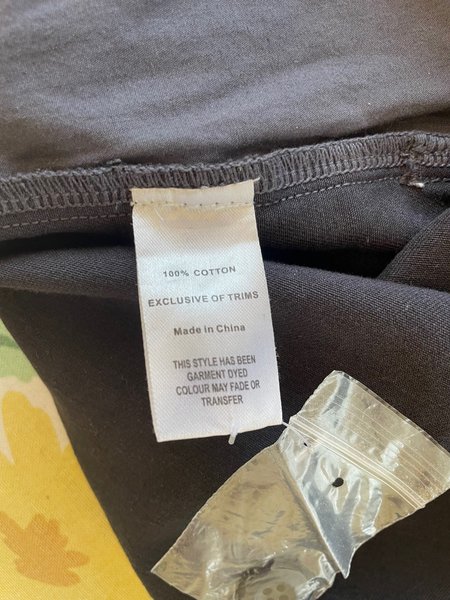 100% COTTON
EXCLUSIVE OF TRIMS
Made in China
THIS STYLE HAS BEEN
GARMENT DYED
COLOUR MAY FADE OR
TRANSFER